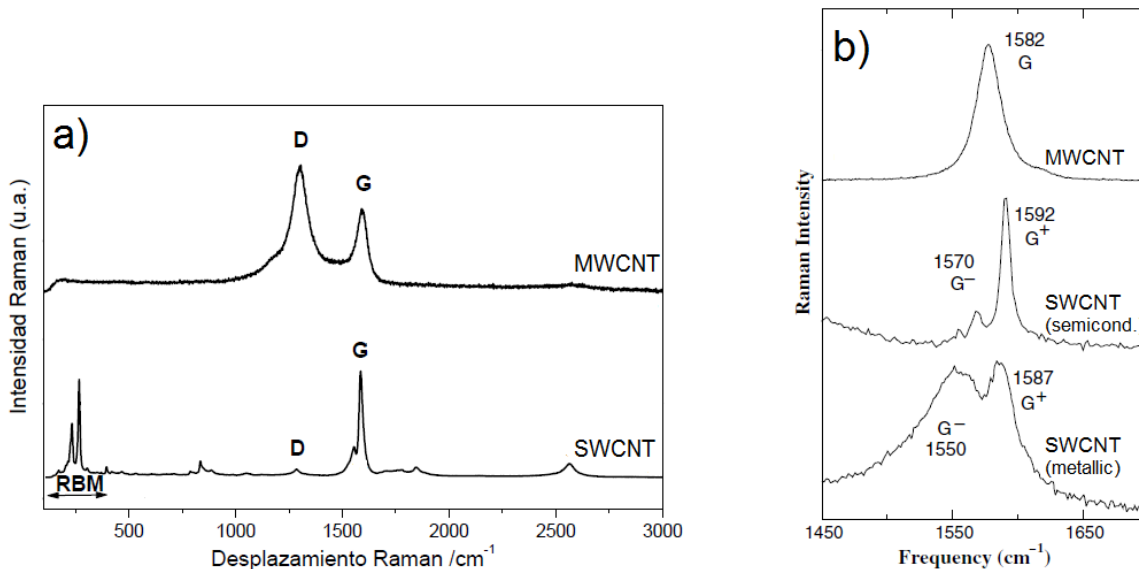 a)
Intensidad Raman (u.a.)
D
G
MWCNT
G
D
SWCNT
RBM
500
1000
1500
2000
2500
3000
Desplazamiento Raman /cm⁻¹
b)
Raman Intensity
1582
G
MWCNT
1592
G⁺
1570
G⁻
SWCNT
(semicond.
1587
G⁺
G⁻
1550
SWCNT
(metallic)
1450
1550
1650
Frequency (cm⁻¹)